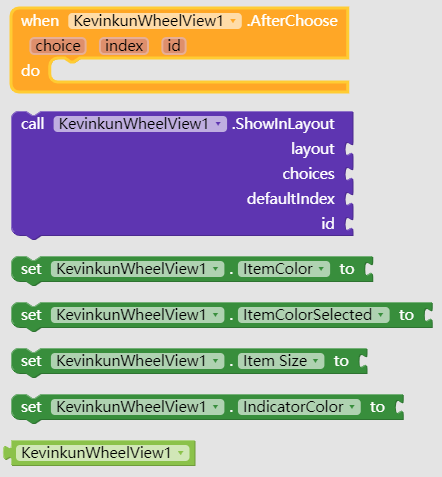 when KevinkunWheelView1 .AfterChoose
choice index id
do
call KevinkunWheelView1 .ShowInLayout
layout
choices
defaultIndex
id
set KevinkunWheelView1 . ItemColor to
set KevinkunWheelView1 . ItemColorSelected to
set KevinkunWheelView1 . Item Size to
set KevinkunWheelView1 . IndicatorColor to
KevinkunWheelView1